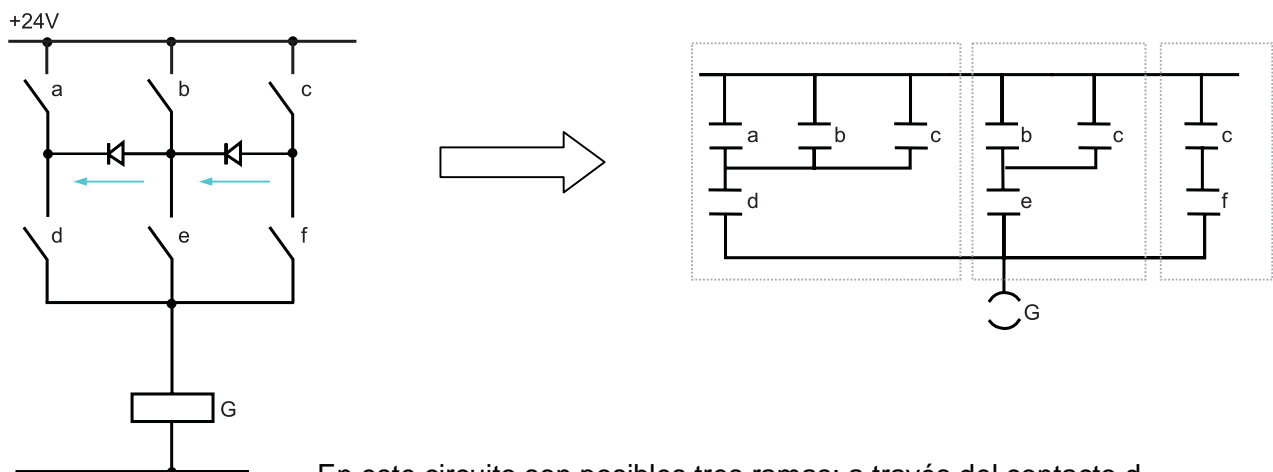 +24V
a
b
c
d
e
f
G
a
b
c
b
c
c
d
e
f
G
En este circuito son posibles tres ramas: a través del contacto d